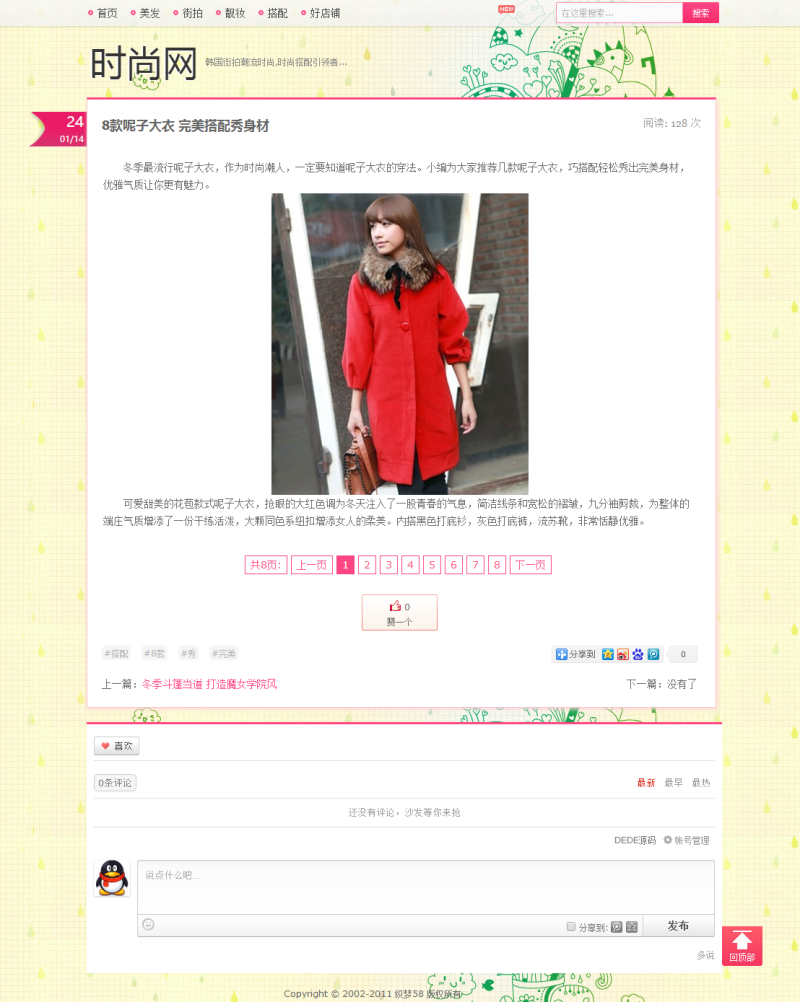 首页 美发 街拍 靓妆 搭配 好店铺
NEW
在这里搜索... 搜索
时尚网 韩国街拍潮流时尚,时尚搭配引领者...
24
01/14
8款呢子大衣 完美搭配秀身材
阅读: 128 次
冬季最流行呢子大衣，作为时尚潮人，一定要知道呢子大衣的穿法。小编为大家推荐几款呢子大衣，巧搭配轻松秀出完美身材，
优雅气质让你更有魅力。
可爱甜美的花苞款式呢子大衣，抢眼的大红色调为冬天注入了一股青春的气息，简洁线条和宽松的褶皱，九分袖剪裁，为整体的
端庄气质增添了一份干练活泼，大颗同色系纽扣增添女人的柔美。内搭黑色打底衫，灰色打底裤，流苏靴，非常恬静优雅。
共8页: 上一页 1 2 3 4 5 6 7 8 下一页
0
赞一个
#搭配 #8款 #秀 #完美
分享到 0
上一篇：冬季斗篷当道 打造魔女学院风
下一篇：没有了
喜欢
0条评论
最新 最早 最热
还没有评论，沙发等你来抢
DEDE源码 帐号管理
说点什么吧...
分享到: 发布
多说
回顶部
Copyright © 2002-2011 织梦58 版权所有